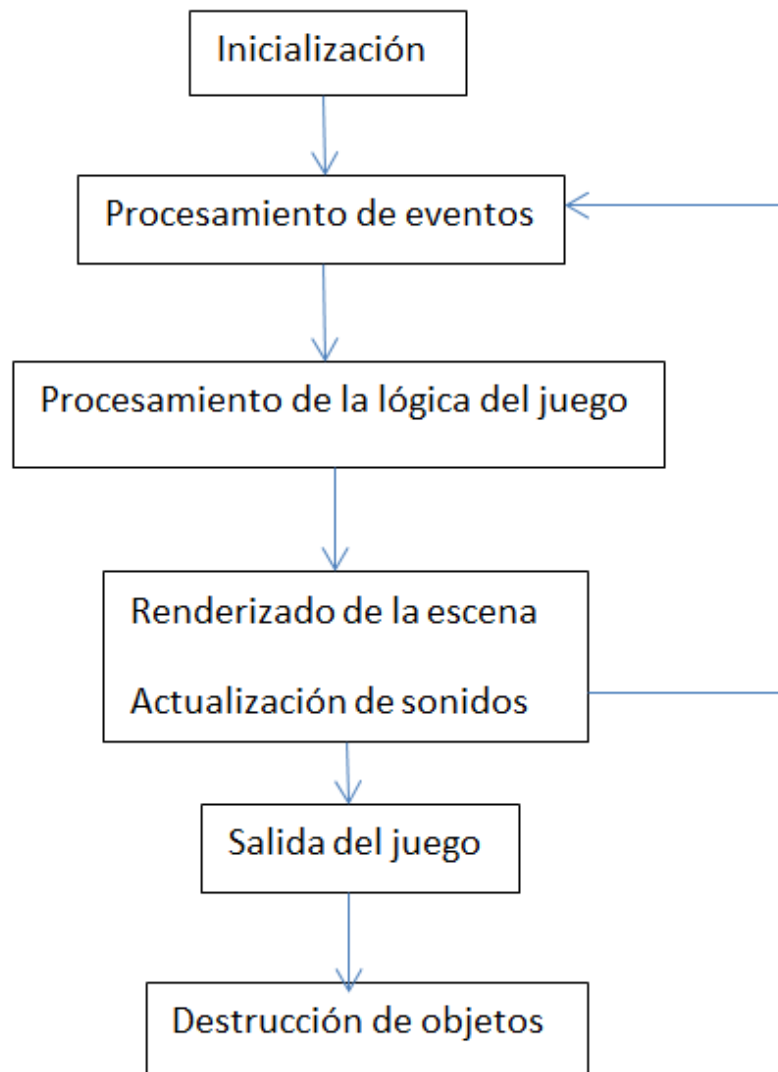 Inicialización
Procesamiento de eventos
Procesamiento de la lógica del juego
Renderizado de la escena
Actualización de sonidos
Salida del juego
Destrucción de objetos